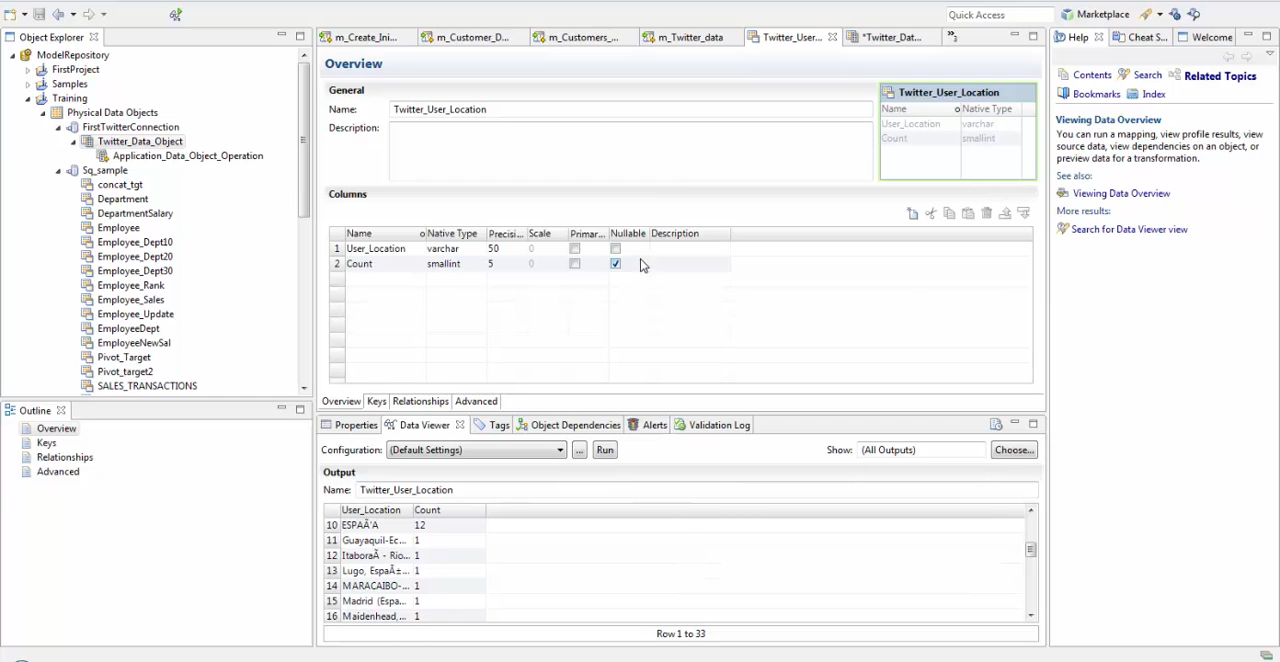 Quick Access
Marketplace
Object Explorer
ModelRepository
FirstProject
Samples
Training
Physical Data Objects
FirstTwitterConnection
Twitter_Data_Object
Application_Data_Object_Operation
Sq_sample
concat_tgt
Department
DepartmentSalary
Employee
Employee_Dept10
Employee_Dept20
Employee_Dept30
Employee_Rank
Employee_Sales
Employee_Update
EmployeeDept
EmployeeNewSal
Pivot_Target
Pivot_target2
SALES_TRANSACTIONS
Outline
Overview
Keys
Relationships
Advanced
m_Create_Ini... m_Customer_D... m_Customers_... m_Twitter_data Twitter_User... *Twitter_Dat... »3
Overview
General
Name: Twitter_User_Location
Description:
Twitter_User_Location
Name Native Type
User_Location varchar
Count smallint
Columns
Name Native Type Precisi... Scale Primar... Nullable Description
1 User_Location varchar 50 0
2 Count smallint 5 0
Overview Keys Relationships Advanced
Properties Data Viewer Tags Object Dependencies Alerts Validation Log
Configuration: (Default Settings) ... Run Show: (All Outputs) Choose...
Output
Name: Twitter_User_Location
User_Location Count
10 ESPAÃ'A 12
11 Guayaquil-Ec... 1
12 ItaboraÃ - Rio... 1
13 Lugo, EspaÃ±... 1
14 MARACAIBO-... 1
15 Madrid (Espa... 1
16 Maidenhead,... 1
Row 1 to 33
Help Cheat S... Welcome
Contents Search Related Topics
Bookmarks Index
Viewing Data Overview
You can run a mapping, view profile results, view
source data, view dependencies on an object, or
preview data for a transformation.
See also:
Viewing Data Overview
More results:
Search for Data Viewer view